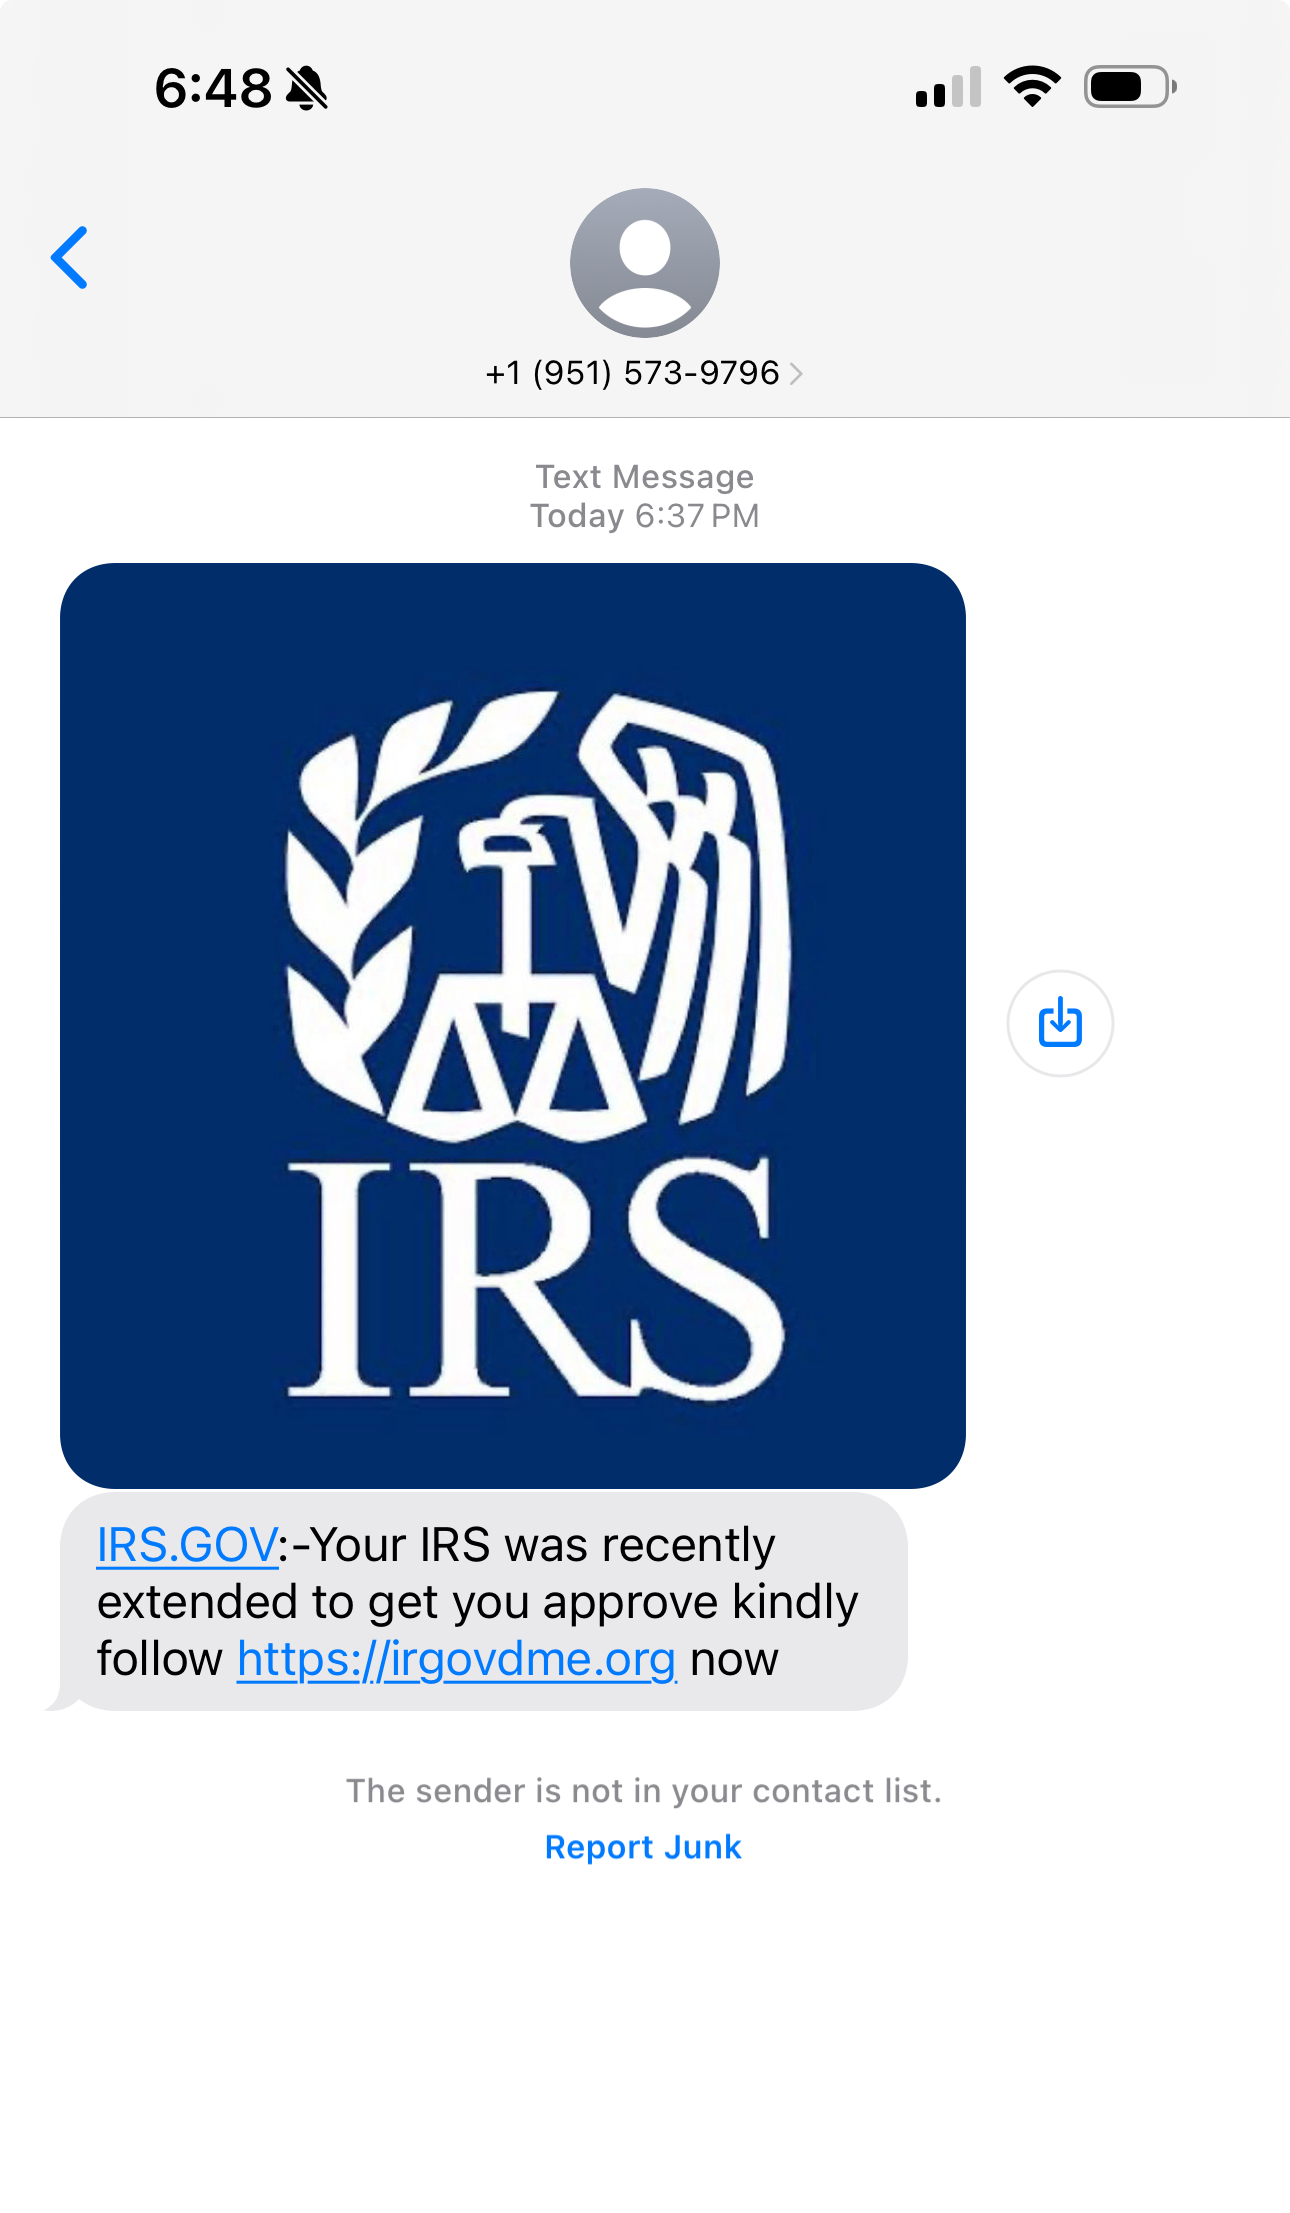 6:48
+1 (951) 573-9796
Text Message
Today 6:37 PM
IRS
IRS.GOV:-Your IRS was recently
extended to get you approve kindly
follow https://irgovdme.org now
The sender is not in your contact list.
Report Junk